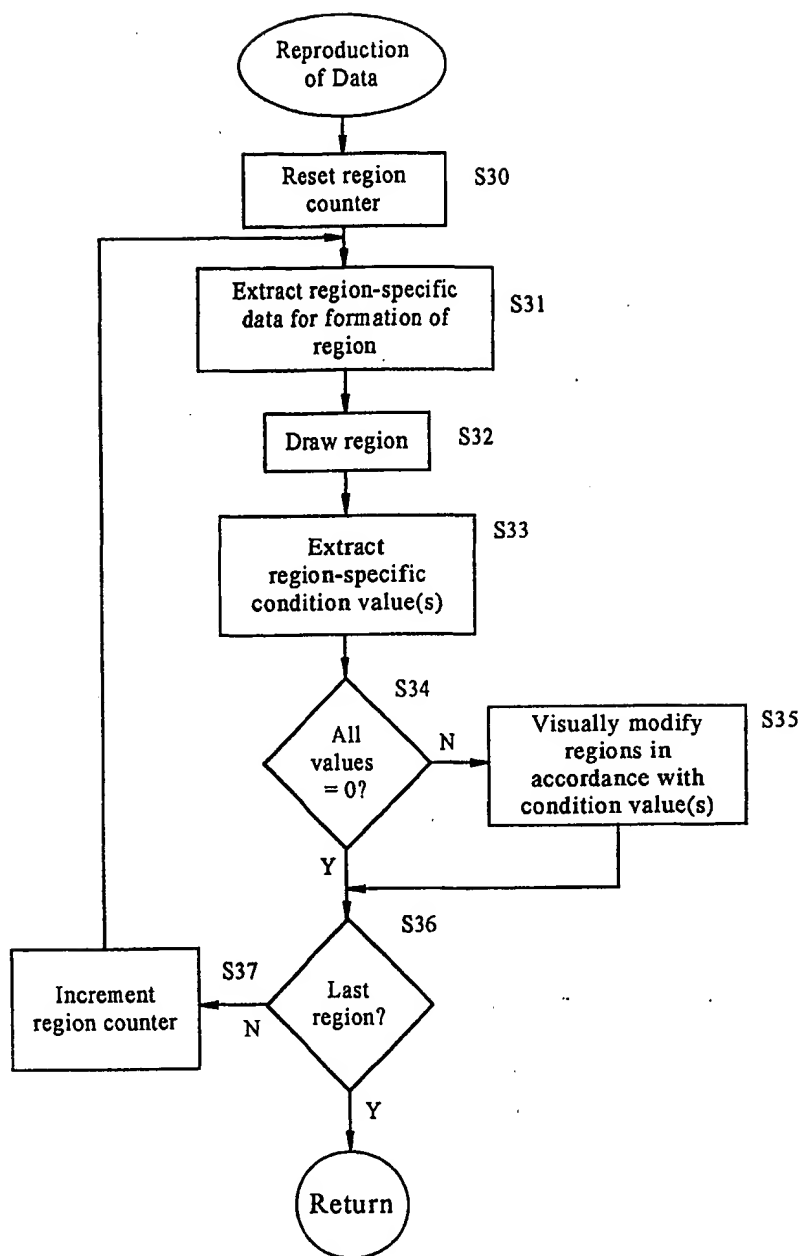 Reproduction
of Data
Reset region
counter
S30
Extract region-specific
data for formation of
region
S31
Draw region
S32
Extract
region-specific
condition value(s)
S33
All
values
= 0?
S34
N
Y
Visually modify
regions in
accordance with
condition value(s)
S35
Last
region?
S36
N
Y
Increment
region counter
S37
Return